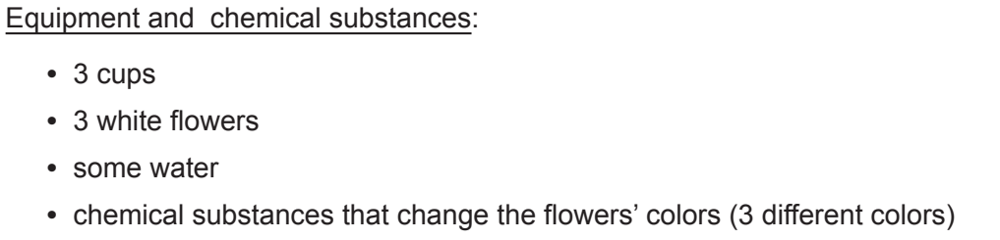 Equipment and  chemical substances:
• 3 cups
• 3 white flowers
• some water
• chemical substances that change the flowers’ colors (3 different colors)